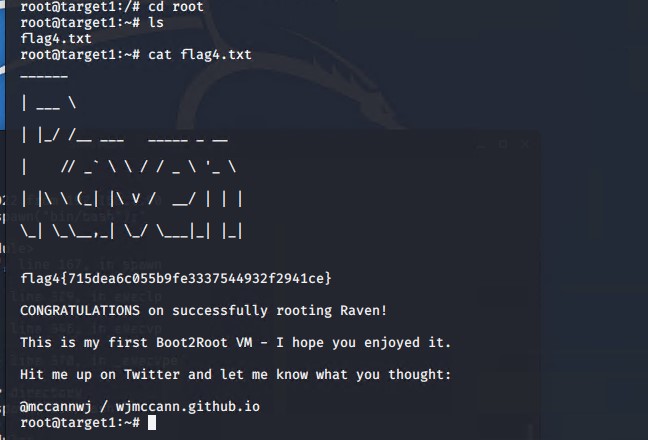 root@target1:/# cd root
root@target1:~# ls
flag4.txt
root@target1:~# cat flag4.txt
______
| ___ \
| |_/ /__ ___   _____ _ __
|    // _` \ \ / / _ \ '_ \
| |\ \ (_| |\ V /  __/ | | |
\_| \_\__,_| \_/ \___|_| |_|
flag4{715dea6c055b9fe3337544932f2941ce}
CONGRATULATIONS on successfully rooting Raven!
This is my first Boot2Root VM - I hope you enjoyed it.
Hit me up on Twitter and let me know what you thought:
@mccannwj / wjmccann.github.io
root@target1:~#